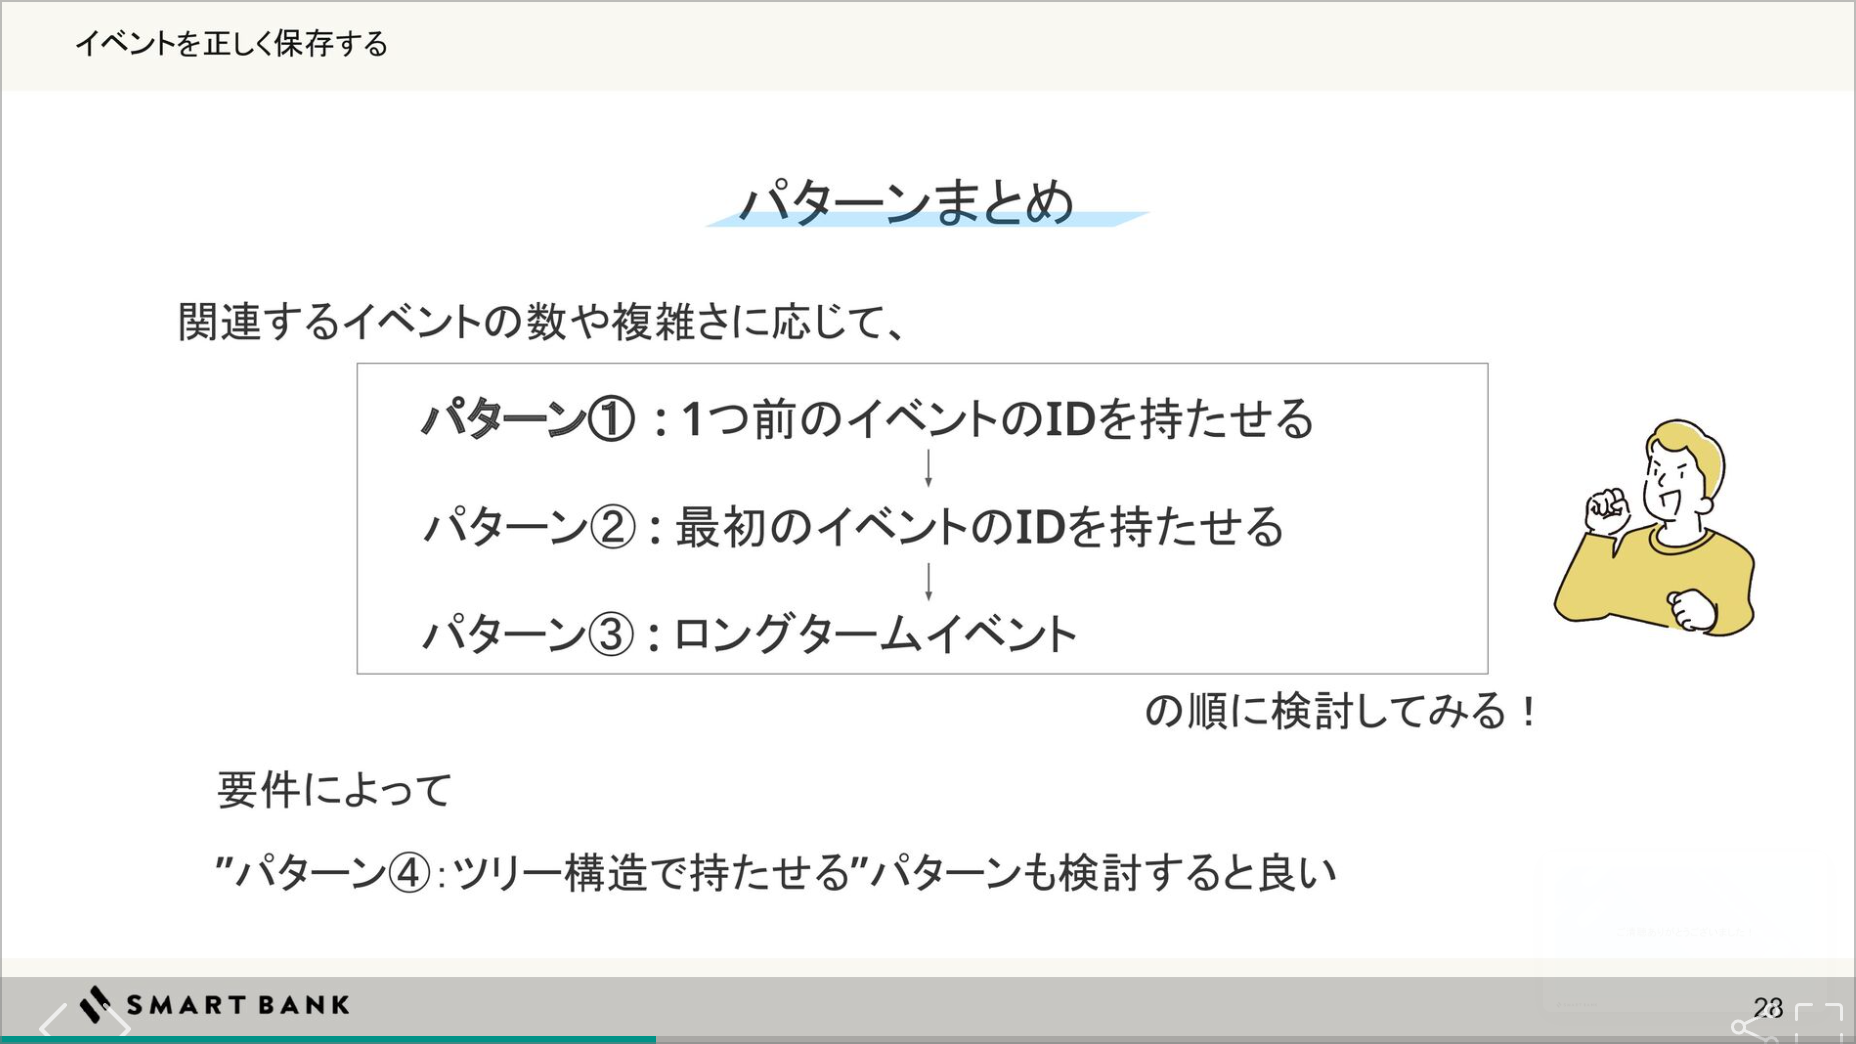 イベントを正しく保存する
パターンまとめ
関連するイベントの数や複雑さに応じて、
パターン①：1つ前のイベントのIDを持たせる
パターン②：最初のイベントのIDを持たせる
パターン③：ロングタームイベント
の順に検討してみる！
要件によって
”パターン④：ツリー構造で持たせる”パターンも検討すると良い
SMART BANK
28